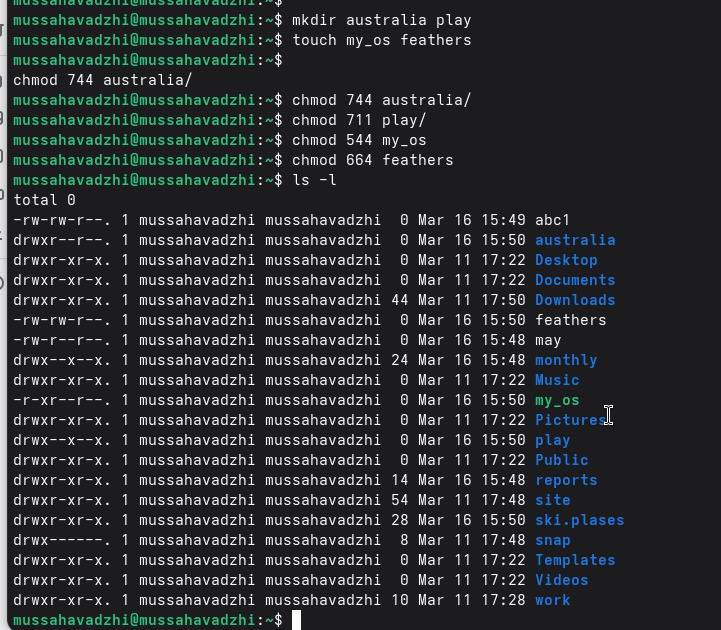 mussahavadzhi@mussahavadzhi:~$
mussahavadzhi@mussahavadzhi:~$ mkdir australia play
mussahavadzhi@mussahavadzhi:~$ touch my_os feathers
mussahavadzhi@mussahavadzhi:~$
chmod 744 australia/
mussahavadzhi@mussahavadzhi:~$ chmod 744 australia/
mussahavadzhi@mussahavadzhi:~$ chmod 711 play/
mussahavadzhi@mussahavadzhi:~$ chmod 544 my_os
mussahavadzhi@mussahavadzhi:~$ chmod 664 feathers
mussahavadzhi@mussahavadzhi:~$ ls -l
total 0
-rw-rw-r--. 1 mussahavadzhi mussahavadzhi  0 Mar 16 15:49 abc1
drwxr--r--. 1 mussahavadzhi mussahavadzhi  0 Mar 16 15:50 australia
drwxr-xr-x. 1 mussahavadzhi mussahavadzhi  0 Mar 11 17:22 Desktop
drwxr-xr-x. 1 mussahavadzhi mussahavadzhi  0 Mar 11 17:22 Documents
drwxr-xr-x. 1 mussahavadzhi mussahavadzhi 44 Mar 11 17:50 Downloads
-rw-rw-r--. 1 mussahavadzhi mussahavadzhi  0 Mar 16 15:50 feathers
-rw-r--r--. 1 mussahavadzhi mussahavadzhi  0 Mar 16 15:48 may
drwx--x--x. 1 mussahavadzhi mussahavadzhi 24 Mar 16 15:48 monthly
drwxr-xr-x. 1 mussahavadzhi mussahavadzhi  0 Mar 11 17:22 Music
-r-xr--r--. 1 mussahavadzhi mussahavadzhi  0 Mar 16 15:50 my_os
drwxr-xr-x. 1 mussahavadzhi mussahavadzhi  0 Mar 11 17:22 Pictures
drwx--x--x. 1 mussahavadzhi mussahavadzhi  0 Mar 16 15:50 play
drwxr-xr-x. 1 mussahavadzhi mussahavadzhi  0 Mar 11 17:22 Public
drwxr-xr-x. 1 mussahavadzhi mussahavadzhi 14 Mar 16 15:48 reports
drwxr-xr-x. 1 mussahavadzhi mussahavadzhi 54 Mar 11 17:48 site
drwxr-xr-x. 1 mussahavadzhi mussahavadzhi 28 Mar 16 15:50 ski.plases
drwx------. 1 mussahavadzhi mussahavadzhi  8 Mar 11 17:48 snap
drwxr-xr-x. 1 mussahavadzhi mussahavadzhi  0 Mar 11 17:22 Templates
drwxr-xr-x. 1 mussahavadzhi mussahavadzhi  0 Mar 11 17:22 Videos
drwxr-xr-x. 1 mussahavadzhi mussahavadzhi 10 Mar 11 17:28 work
mussahavadzhi@mussahavadzhi:~$